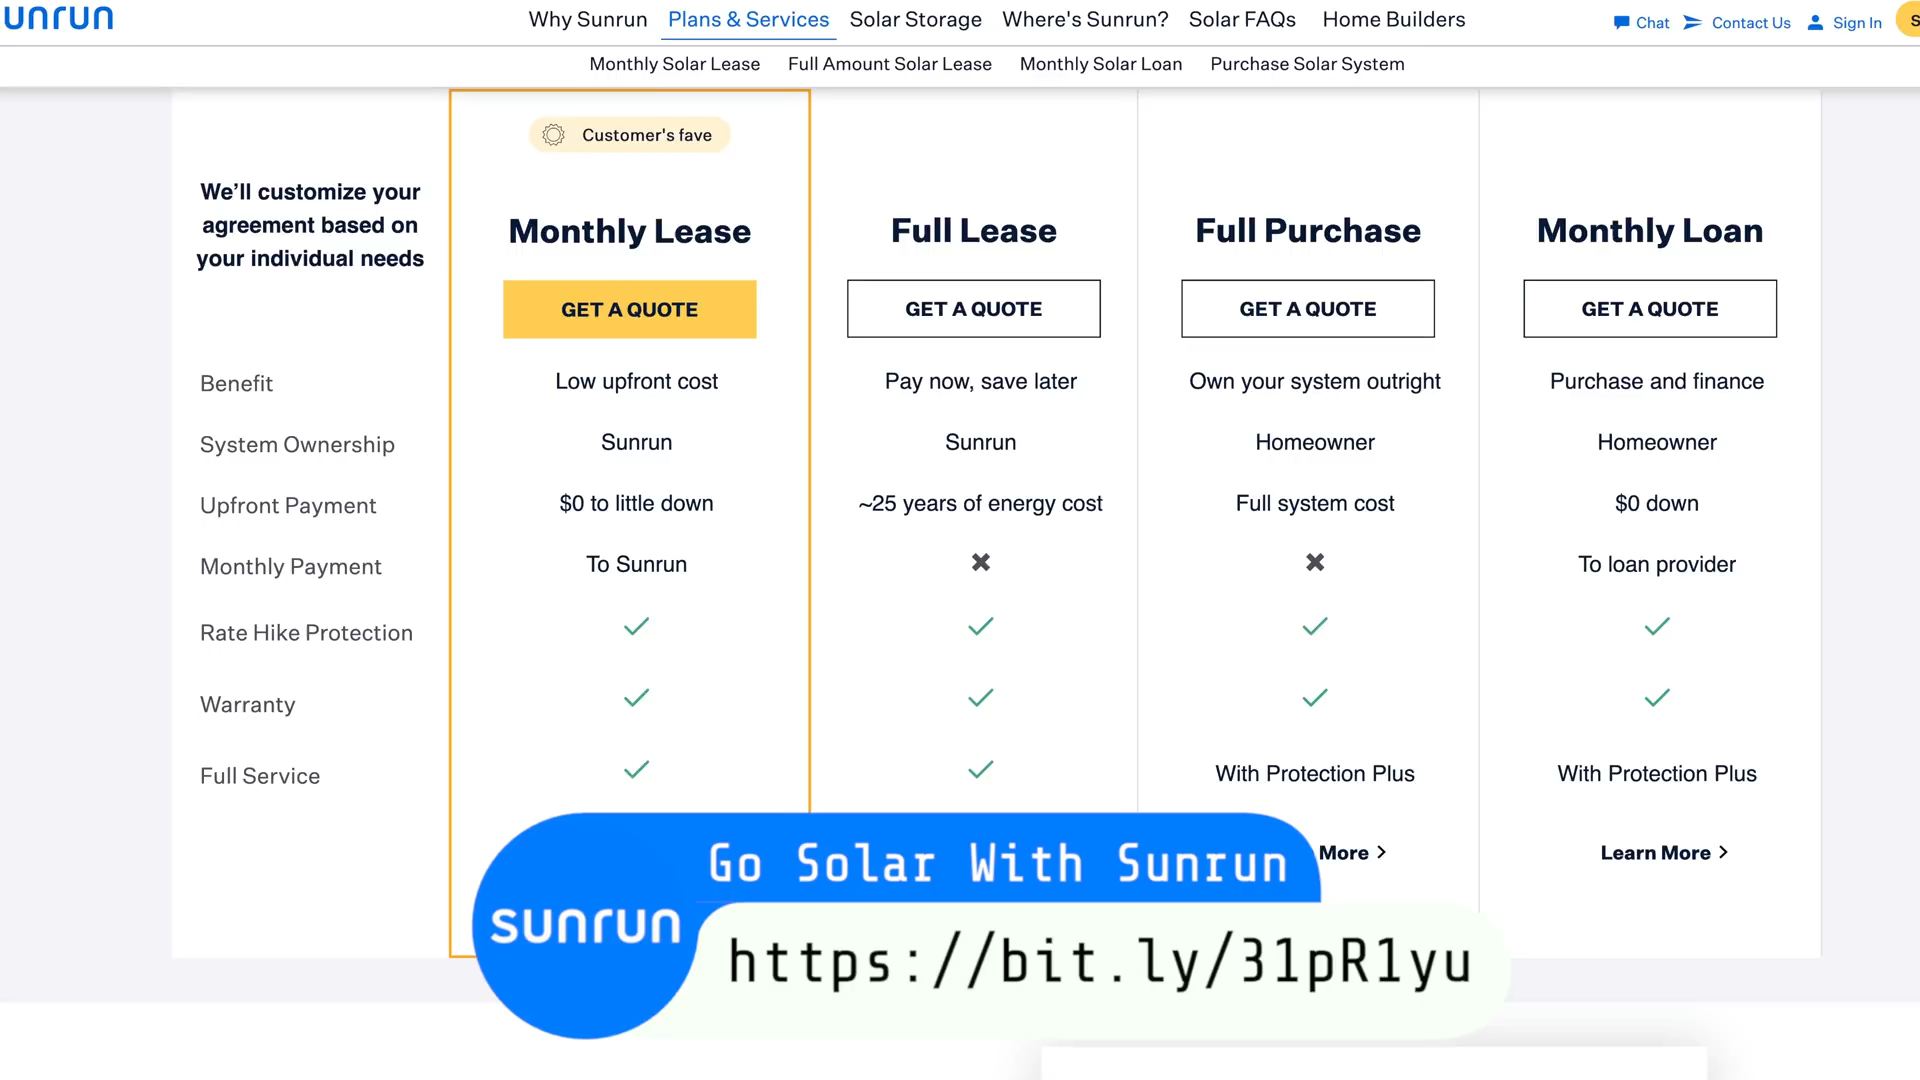 unrun
Why Sunrun Plans & Services Solar Storage Where's Sunrun? Solar FAQs Home Builders Chat Contact Us Sign In S
Monthly Solar Lease Full Amount Solar Lease Monthly Solar Loan Purchase Solar System
Customer's fave
We'll customize your
agreement based on
your individual needs
Monthly Lease Full Lease Full Purchase Monthly Loan
GET A QUOTE GET A QUOTE GET A QUOTE GET A QUOTE
Benefit Low upfront cost Pay now, save later Own your system outright Purchase and finance
System Ownership Sunrun Sunrun Homeowner Homeowner
Upfront Payment $0 to little down ~25 years of energy cost Full system cost $0 down
Monthly Payment To Sunrun ✖ ✖ To loan provider
Rate Hike Protection ✓ ✓ ✓ ✓
Warranty ✓ ✓ ✓ ✓
Full Service ✓ ✓ With Protection Plus With Protection Plus
More > Learn More >
Go Solar With Sunrun
sunrun
https://bit.ly/31pR1yu